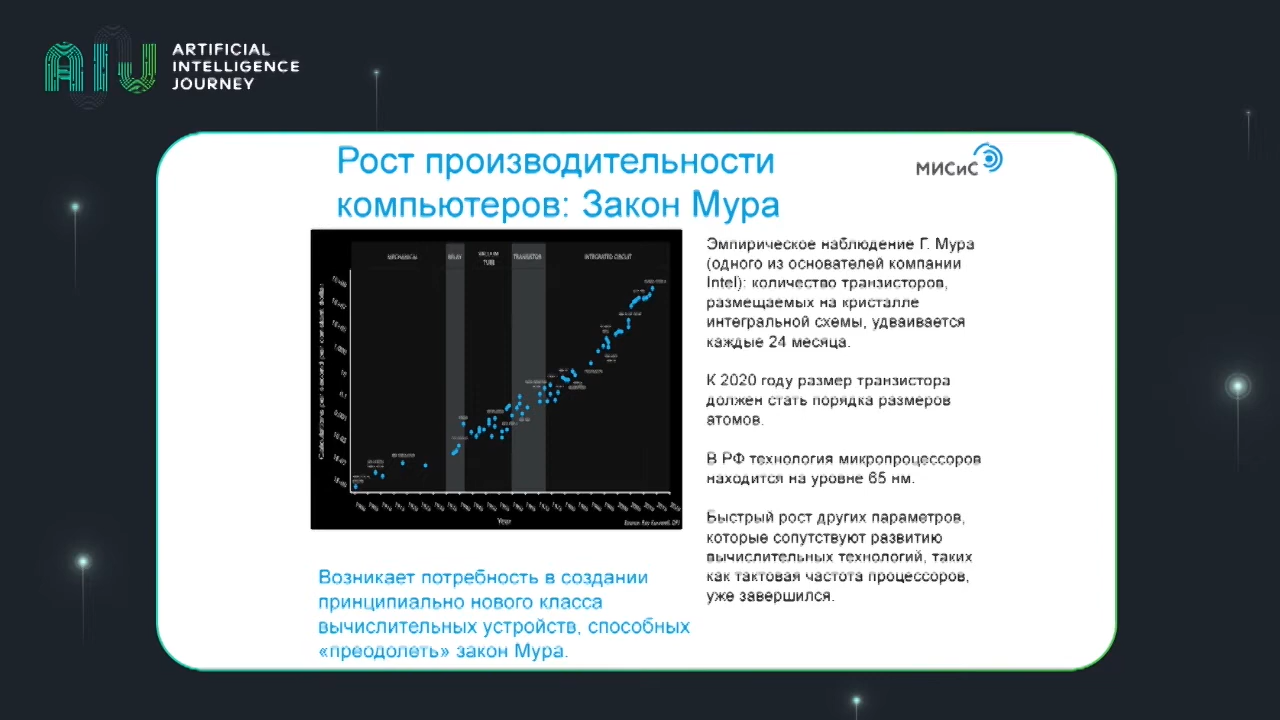 ARTIFICIAL
INTELLIGENCE
JOURNEY
Рост производительности
компьютеров: Закон Мура
МИСиС
MECHANICAL
RELAY
VACUUM
TUBE
TRANSISTOR
INTEGRATED CIRCUIT
Year
Эмпирическое наблюдение Г. Мура
(одного из основателей компании
Intel): количество транзисторов,
размещаемых на кристалле
интегральной схемы, удваивается
каждые 24 месяца.
К 2020 году размер транзистора
должен стать порядка размеров
атомов.
В РФ технология микропроцессоров
находится на уровне 65 нм.
Быстрый рост других параметров,
которые сопутствуют развитию
вычислительных технологий, таких
как тактовая частота процессоров,
уже завершился.
Возникает потребность в создании
принципиально нового класса
вычислительных устройств, способных
«преодолеть» закон Мура.